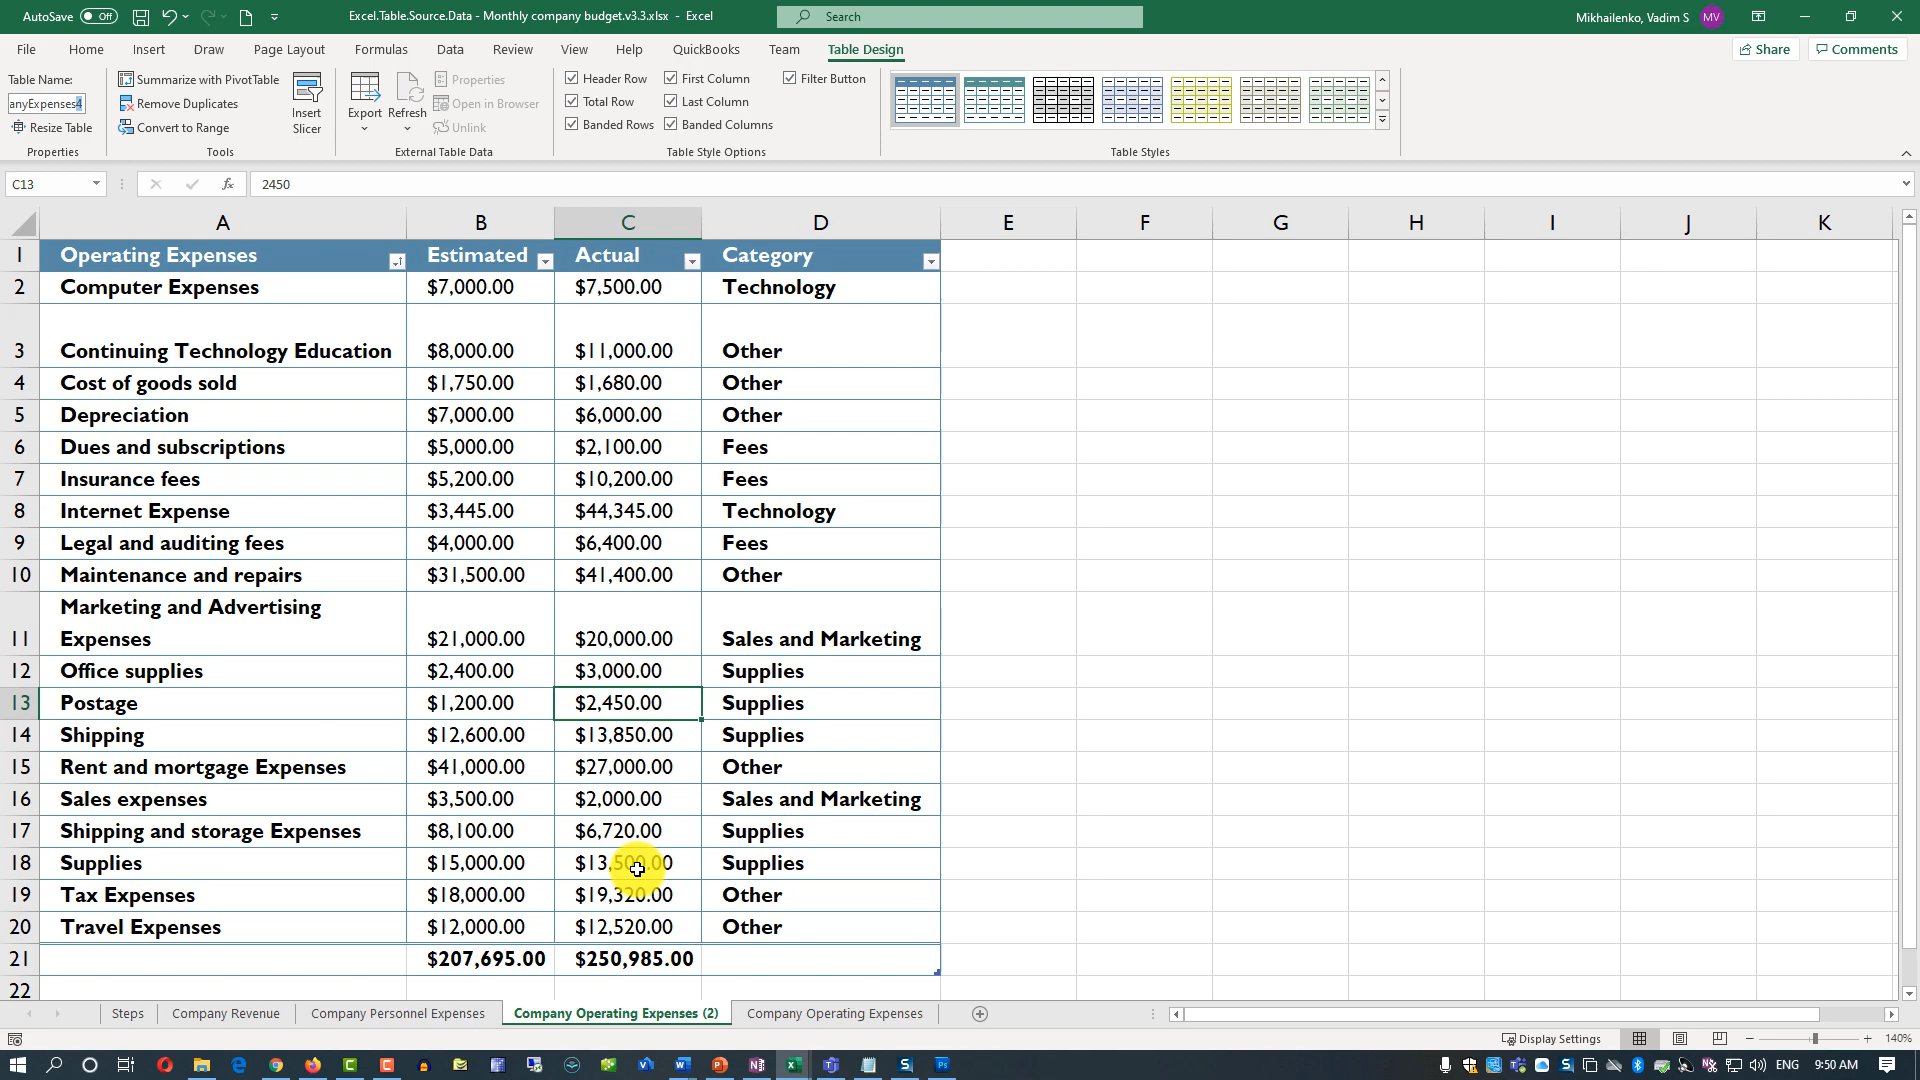 AutoSave Off Excel.Table.Source.Data - Monthly company budget.v3.3.xlsx - Excel Search Mikhailenko, Vadim S MV
File Home Insert Draw Page Layout Formulas Data Review View Help QuickBooks Team Table Design Share Comments
Table Name:
anyExpenses4
Resize Table
Properties
Summarize with PivotTable
Remove Duplicates
Convert to Range
Insert Slicer
Tools
Export
Refresh
Properties
Open in Browser
Unlink
External Table Data
Header Row First Column Filter Button
Total Row Last Column
Banded Rows Banded Columns
Table Style Options
Table Styles
C13 fx 2450
A B C D E F G H I J K
1 Operating Expenses Estimated Actual Category
2 Computer Expenses $7,000.00 $7,500.00 Technology
3 Continuing Technology Education $8,000.00 $11,000.00 Other
4 Cost of goods sold $1,750.00 $1,680.00 Other
5 Depreciation $7,000.00 $6,000.00 Other
6 Dues and subscriptions $5,000.00 $2,100.00 Fees
7 Insurance fees $5,200.00 $10,200.00 Fees
8 Internet Expense $3,445.00 $44,345.00 Technology
9 Legal and auditing fees $4,000.00 $6,400.00 Fees
10 Maintenance and repairs $31,500.00 $41,400.00 Other
Marketing and Advertising
11 Expenses $21,000.00 $20,000.00 Sales and Marketing
12 Office supplies $2,400.00 $3,000.00 Supplies
13 Postage $1,200.00 $2,450.00 Supplies
14 Shipping $12,600.00 $13,850.00 Supplies
15 Rent and mortgage Expenses $41,000.00 $27,000.00 Other
16 Sales expenses $3,500.00 $2,000.00 Sales and Marketing
17 Shipping and storage Expenses $8,100.00 $6,720.00 Supplies
18 Supplies $15,000.00 $13,500.00 Supplies
19 Tax Expenses $18,000.00 $19,320.00 Other
20 Travel Expenses $12,000.00 $12,520.00 Other
21 $207,695.00 $250,985.00
22
Steps Company Revenue Company Personnel Expenses Company Operating Expenses (2) Company Operating Expenses
Display Settings 140%
ENG 9:50 AM